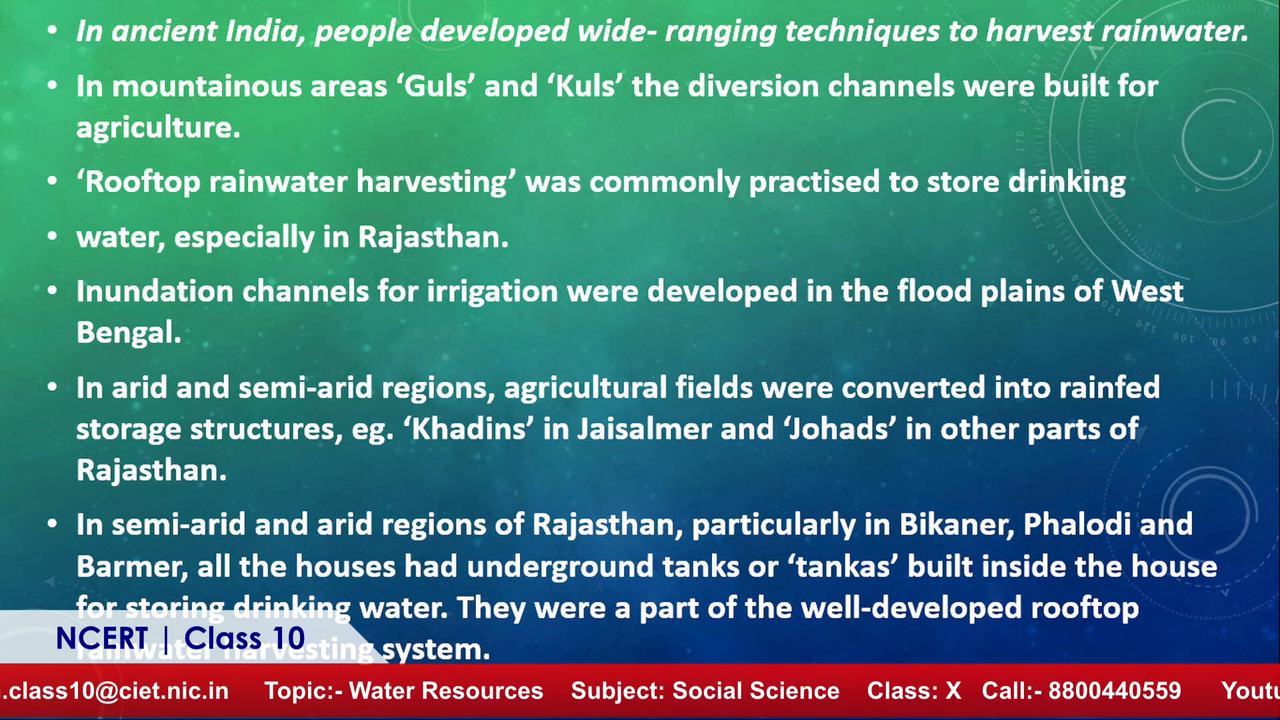 • In ancient India, people developed wide- ranging techniques to harvest rainwater.
• In mountainous areas ‘Guls’ and ‘Kuls’ the diversion channels were built for
agriculture.
• ‘Rooftop rainwater harvesting’ was commonly practised to store drinking
• water, especially in Rajasthan.
• Inundation channels for irrigation were developed in the flood plains of West
Bengal.
• In arid and semi-arid regions, agricultural fields were converted into rainfed
storage structures, eg. ‘Khadins’ in Jaisalmer and ‘Johads’ in other parts of
Rajasthan.
• In semi-arid and arid regions of Rajasthan, particularly in Bikaner, Phalodi and
Barmer, all the houses had underground tanks or ‘tankas’ built inside the house
for storing drinking water. They were a part of the well-developed rooftop
rainwater harvesting system.
NCERT | Class 10
.class10@ciet.nic.in Topic:- Water Resources Subject: Social Science Class: X Call:- 8800440559 Youtu